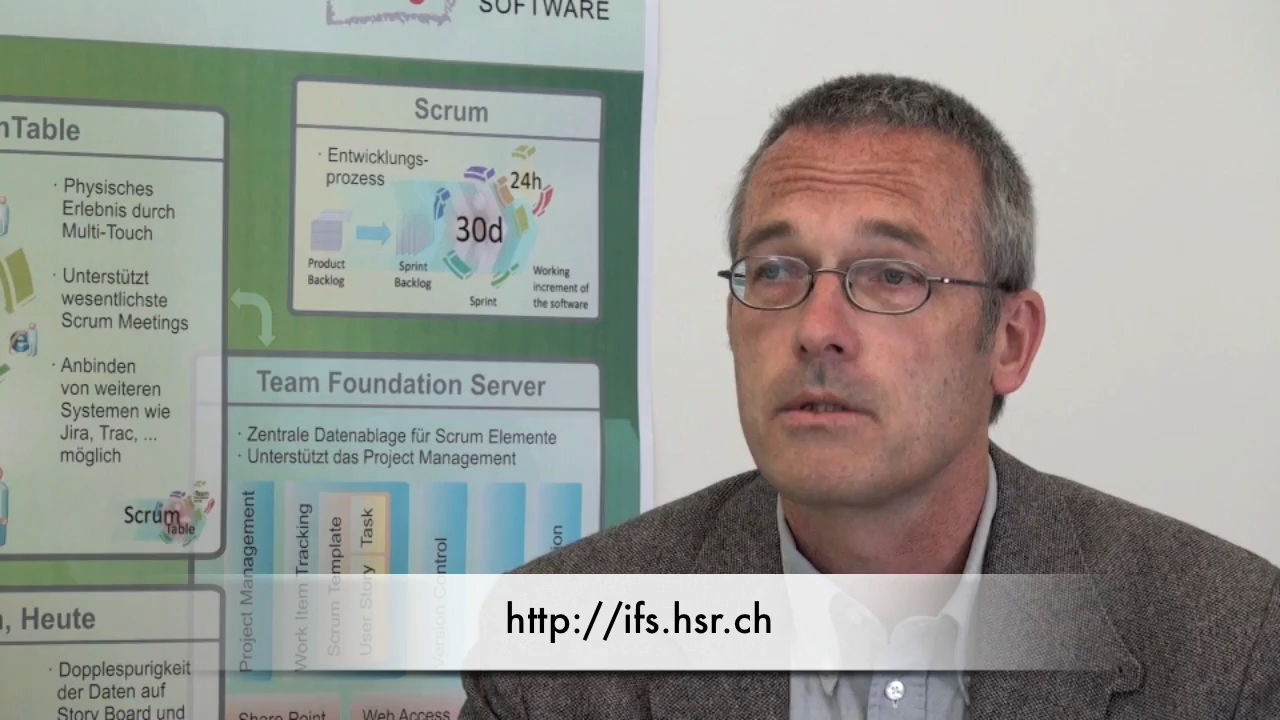 SOFTWARE
nTable
· Physisches
Erlebnis durch
Multi-Touch
· Unterstützt
wesentlichste
Scrum Meetings
· Anbinden
von weiteren
Systemen wie
Jira, Trac, ...
möglich
Scrum
Table
Scrum
· Entwicklungs-
prozess
24h
30d
Product
Backlog
Sprint
Backlog
Sprint
Working
increment of
the software
Team Foundation Server
· Zentrale Datenablage für Scrum Elemente
· Unterstützt das Project Management
Project Management
Work Item Tracking
Scrum Template
User Story
Task
Version Control
ion
Share Point
Web Access
, Heute
· Dopplespurigkeit
der Daten auf
Story Board und
http://ifs.hsr.ch